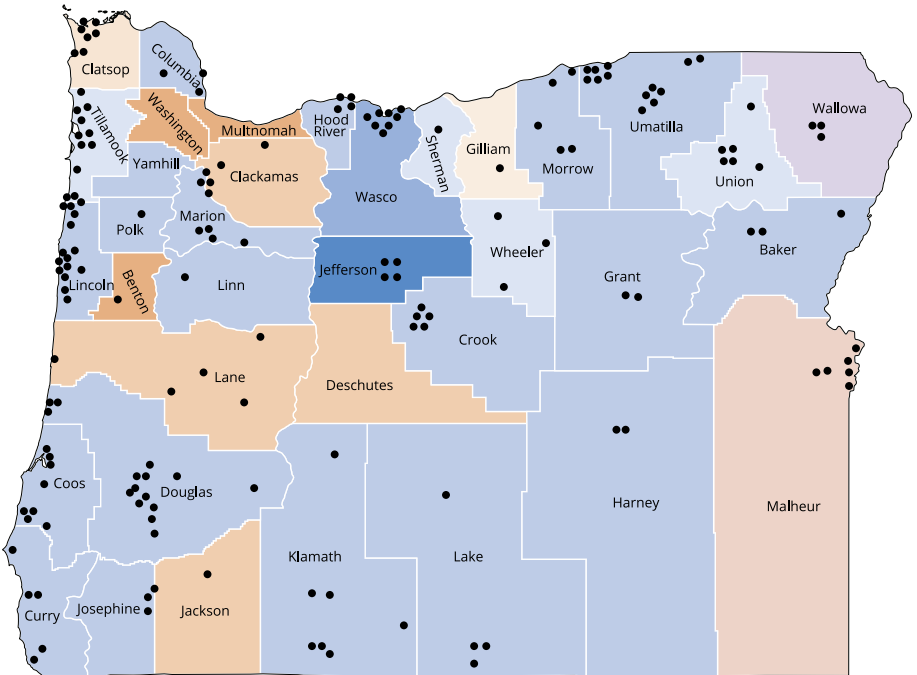 Clatsop
Columbia
Tillamook
Washington
Multnomah
Hood
River
Sherman
Gilliam
Morrow
Umatilla
Union
Wallowa
Yamhill
Clackamas
Wasco
Polk
Marion
Jefferson
Wheeler
Baker
Lincoln
Benton
Linn
Grant
Crook
Lane
Deschutes
Coos
Douglas
Harney
Malheur
Klamath
Lake
Curry
Josephine
Jackson